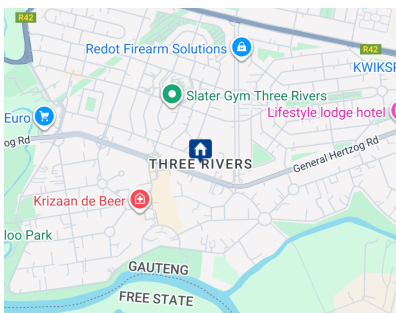 R42
Redot Firearm Solutions
R42
KWIKSP
Slater Gym Three Rivers
Lifestyle lodge hotel
Euro
zog Rd
General Hertzog Rd
THREE RIVERS
Krizaan de Beer
loo Park
GAUTENG
FREE STATE